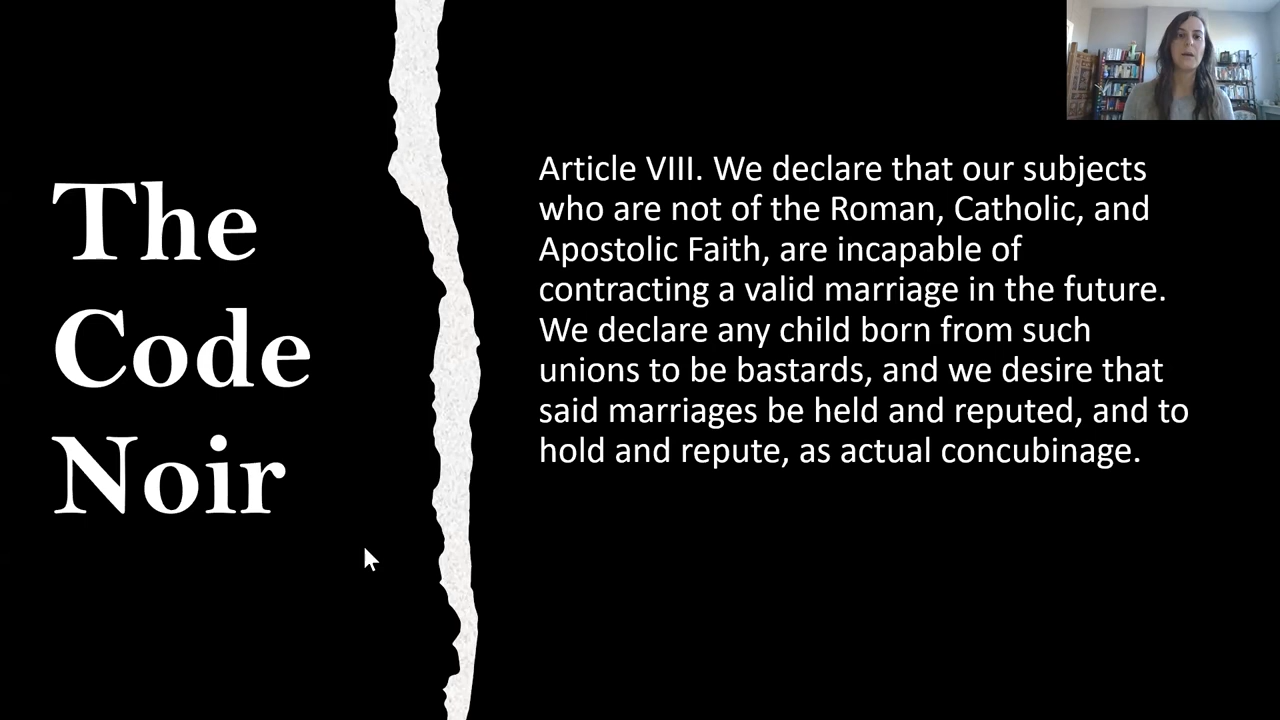 The
Code
Noir
Article VIII. We declare that our subjects
who are not of the Roman, Catholic, and
Apostolic Faith, are incapable of
contracting a valid marriage in the future.
We declare any child born from such
unions to be bastards, and we desire that
said marriages be held and reputed, and to
hold and repute, as actual concubinage.